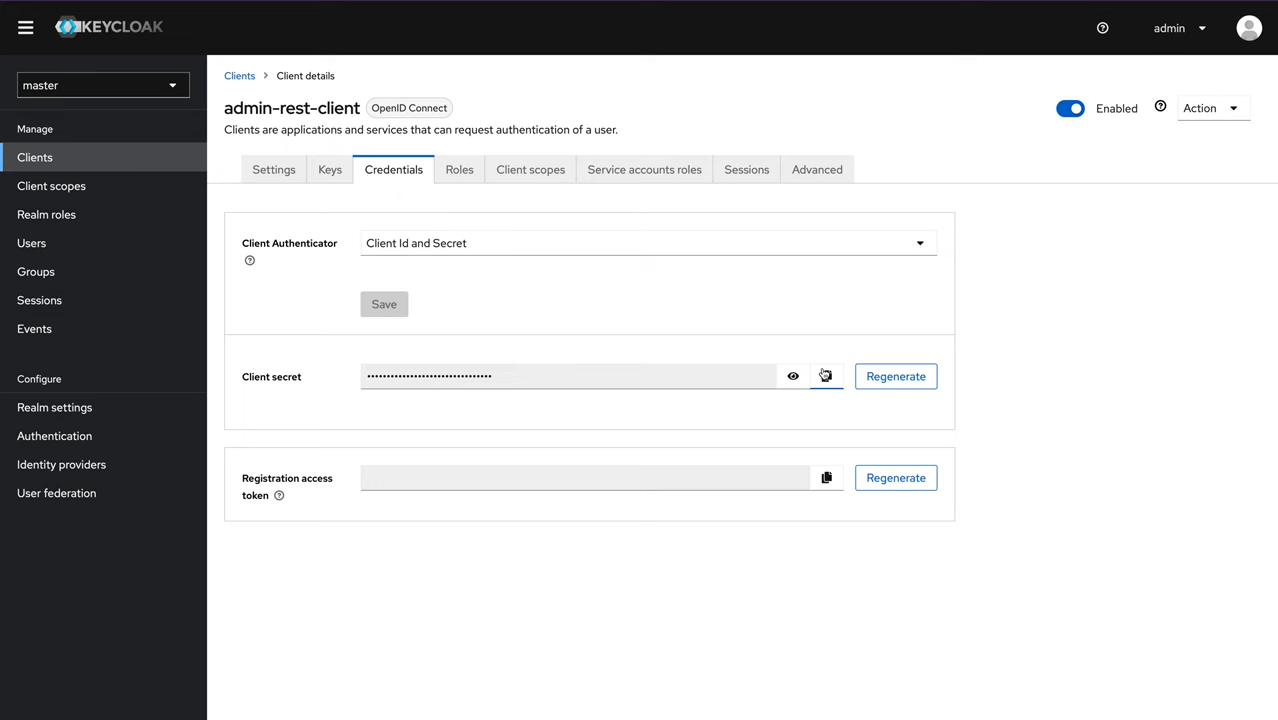 KEYCLOAK
admin
master
Manage
Clients
Client scopes
Realm roles
Users
Groups
Sessions
Events
Configure
Realm settings
Authentication
Identity providers
User federation
Clients > Client details
admin-rest-client OpenID Connect
Enabled
Action
Clients are applications and services that can request authentication of a user.
Settings Keys Credentials Roles Client scopes Service accounts roles Sessions Advanced
Client Authenticator
Client Id and Secret
Save
Client secret
••••••••••••••••••••••••••••••••
Regenerate
Registration access
token
Regenerate